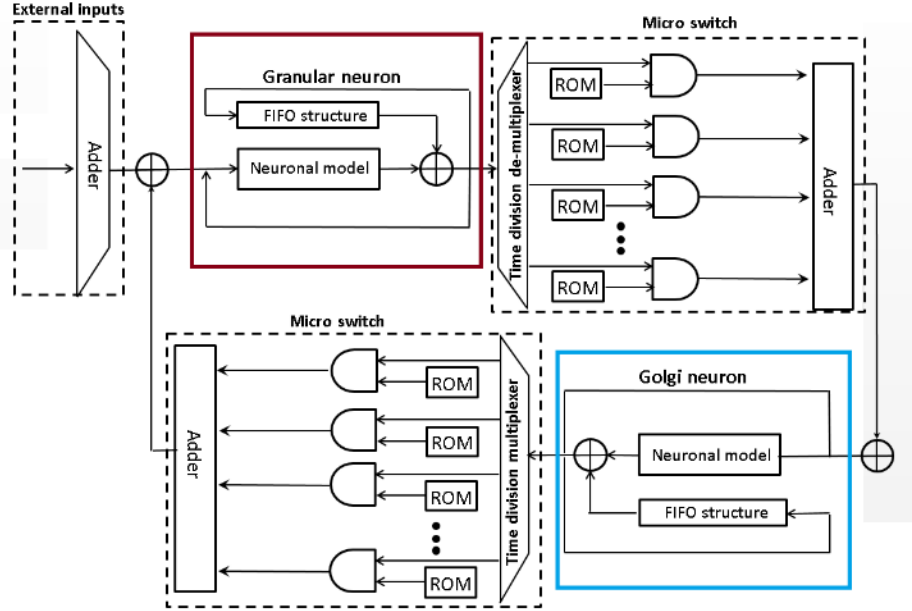 External inputs
Adder
Granular neuron
FIFO structure
Neuronal model
Micro switch
Time division de-multiplexer
ROM
ROM
ROM
ROM
Adder
Micro switch
Adder
ROM
ROM
ROM
ROM
Time division multiplexer
Golgi neuron
Neuronal model
FIFO structure